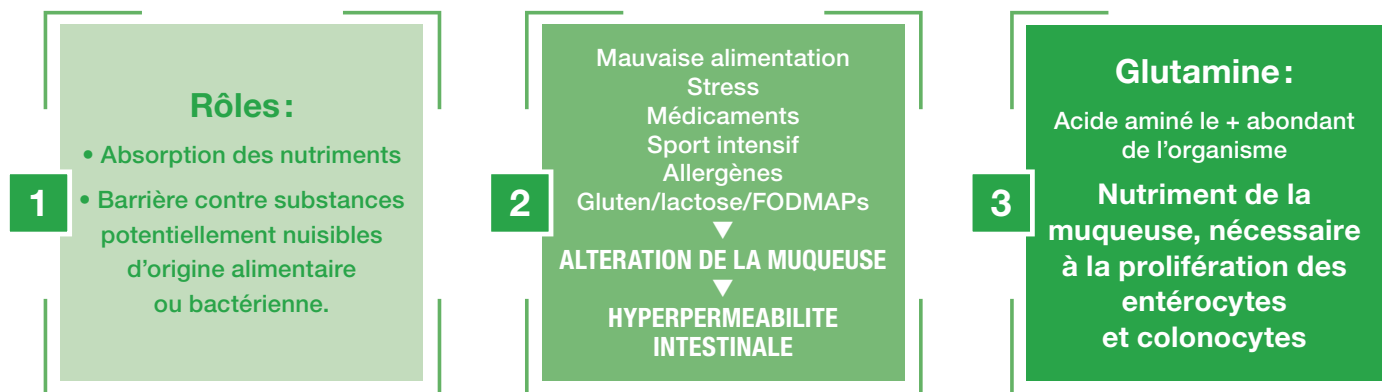 1
Rôles :
• Absorption des nutriments
• Barrière contre substances
potentiellement nuisibles
d’origine alimentaire
ou bactérienne.
2
Mauvaise alimentation
Stress
Médicaments
Sport intensif
Allergènes
Gluten/lactose/FODMAPs
ALTERATION DE LA MUQUEUSE
HYPERPERMEABILITE
INTESTINALE
3
Glutamine :
Acide aminé le + abondant
de l’organisme
Nutriment de la
muqueuse, nécessaire
à la prolifération des
entérocytes
et colonocytes